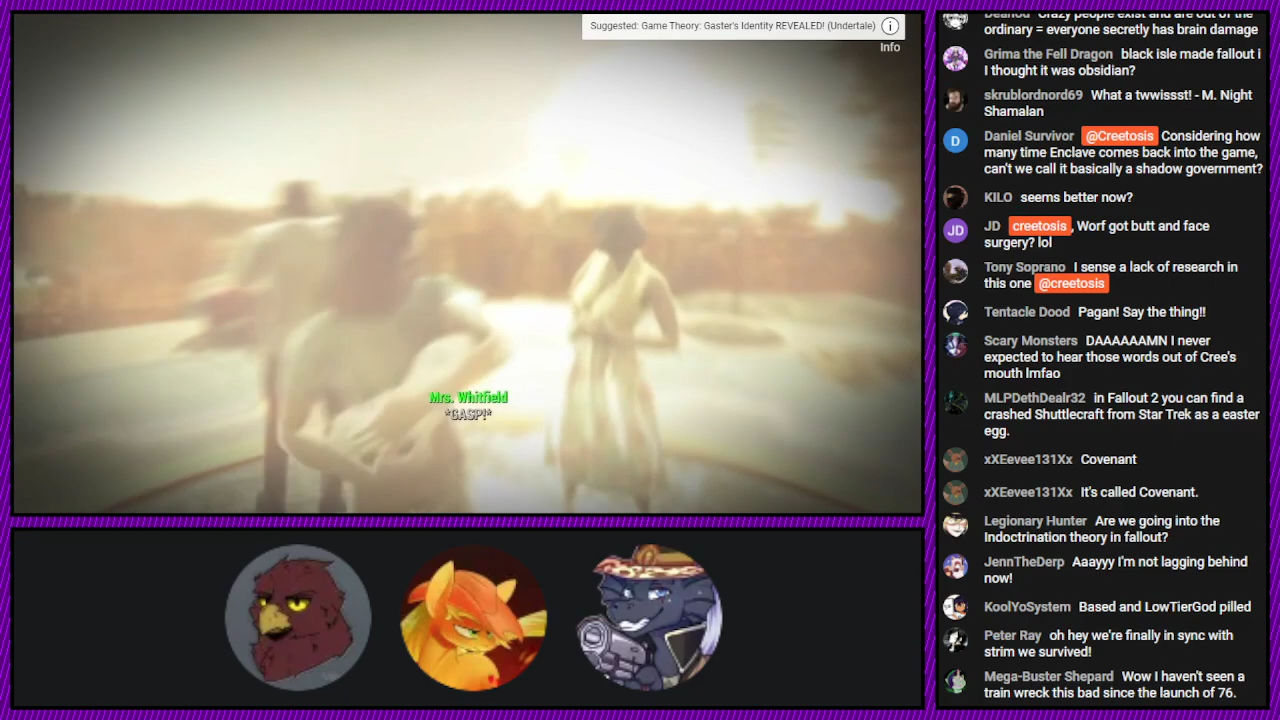 Suggested: Game Theory: Gaster's Identity REVEALED! (Undertale)
Info
Mrs. Whitfield
*GASP!*
Deanod Crazy people exist and are out of the
ordinary = everyone secretly has brain damage
Grima the Fell Dragon black isle made fallout i
I thought it was obsidian?
skrublordnord69 What a twwissst! - M. Night
Shamalan
D
Daniel Survivor @Creetosis Considering how
many time Enclave comes back into the game,
can't we call it basically a shadow government?
KILO seems better now?
JD
JD creetosis, Worf got butt and face
surgery? lol
Tony Soprano I sense a lack of research in
this one @creetosis
Tentacle Dood Pagan! Say the thing!!
Scary Monsters DAAAAAAMN I never
expected to hear those words out of Cree's
mouth lmfao
MLPDethDealr32 in Fallout 2 you can find a
crashed Shuttlecraft from Star Trek as a easter
egg.
xXEevee131Xx Covenant
xXEevee131Xx It's called Covenant.
Legionary Hunter Are we going into the
Indoctrination theory in fallout?
JennTheDerp Aaayyy I'm not lagging behind
now!
KoolYoSystem Based and LowTierGod pilled
Peter Ray oh hey we're finally in sync with
strim we survived!
Mega-Buster Shepard Wow I haven't seen a
train wreck this bad since the launch of 76.